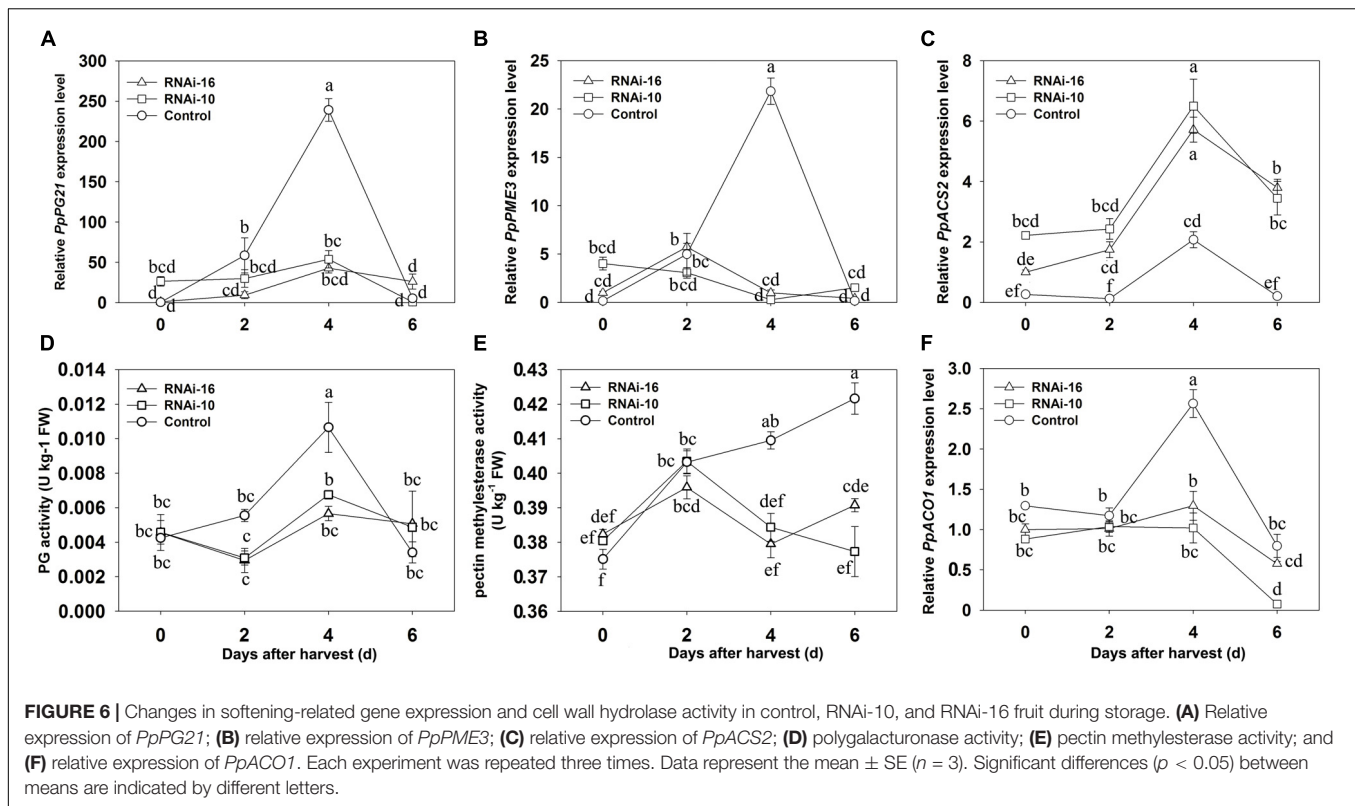 A
Relative PpPG21 expression level
300
250
200
150
100
50
0
RNAi-16
RNAi-10
Control
a
b
bcd
bcd
bc
d
d
cd
bcd
d
d
d
0 2 4 6
B
Relative PpPME3 expression level
25
20
15
10
5
0
RNAi-16
RNAi-10
Control
a
b
bcd
bc
cd
cd
cd
bcd
d
d
d
d
0 2 4 6
C
Relative PpACS2 expression level
8
6
4
2
0
RNAi-16
RNAi-10
Control
a
a
b
bcd
bcd
cd
bc
de
cd
ef
f
ef
0 2 4 6
D
PG activity (U kg-1 FW)
0.014
0.012
0.010
0.008
0.006
0.004
0.002
0.000
RNAi-16
RNAi-10
Control
a
bc
bc
b
bc
bc
c
bc
bc
bc
c
bc
0 2 4 6
Days after harvest (d)
E
pectin methylesterase activity
(U kg-1 FW)
0.43
0.42
0.41
0.40
0.39
0.38
0.37
0.36
RNAi-16
RNAi-10
Control
a
ab
bc
bc
cde
bcd
def
def
ef
ef
ef
f
0 2 4 6
Days after harvest (d)
F
Relative PpACO1 expression level
3.0
2.5
2.0
1.5
1.0
0.5
0
RNAi-16
RNAi-10
Control
a
b
b
b
bc
bc
bc
bc
bc
bc
cd
d
0 2 4 6
Days after harvest (d)
FIGURE 6 | Changes in softening-related gene expression and cell wall hydrolase activity in control, RNAi-10, and RNAi-16 fruit during storage. (A) Relative
expression of PpPG21; (B) relative expression of PpPME3; (C) relative expression of PpACS2; (D) polygalacturonase activity; (E) pectin methylesterase activity; and
(F) relative expression of PpACO1. Each experiment was repeated three times. Data represent the mean ± SE (n = 3). Significant differences (p < 0.05) between
means are indicated by different letters.